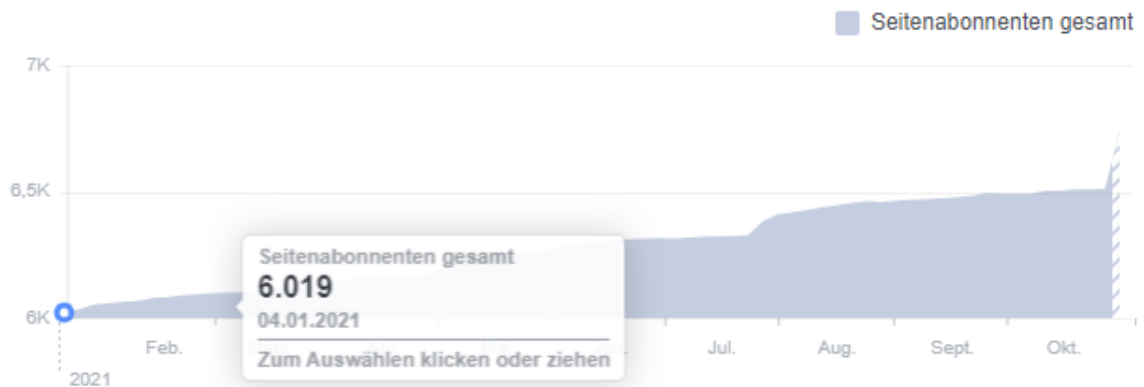 Seitenabonnenten gesamt
7K
6,5K
Seitenabonnenten gesamt
6.019
04.01.2021
Zum Auswählen klicken oder ziehen
6K
Feb.
Jul.
Aug.
Sept.
Okt.
2021